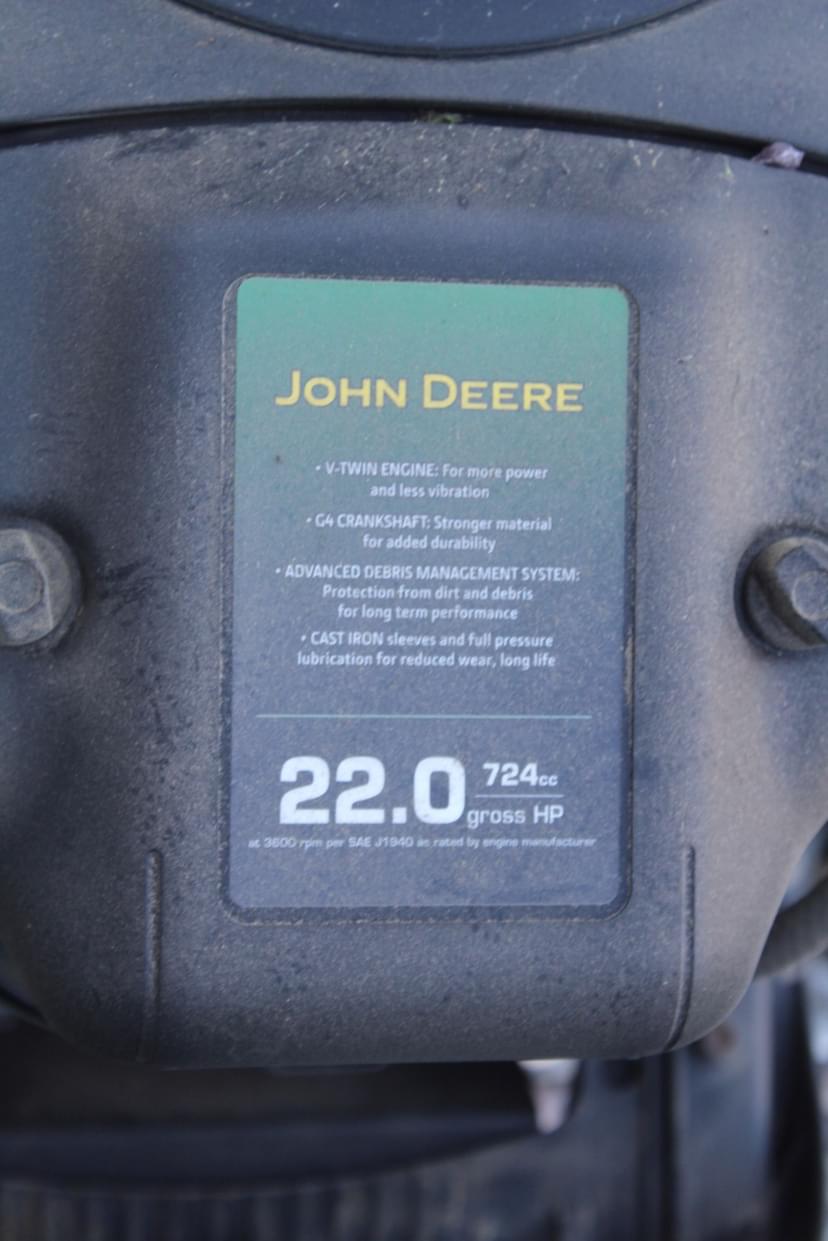 JOHN DEERE
• V-TWIN ENGINE: For more power
and less vibration
• G4 CRANKSHAFT: Stronger material
for added durability
• ADVANCED DEBRIS MANAGEMENT SYSTEM:
Protection from dirt and debris
for long term performance
• CAST IRON sleeves and full pressure
lubrication for reduced wear, long life
22.0 724cc
gross HP
at 3600 rpm per SAE J1940 as rated by engine manufacturer